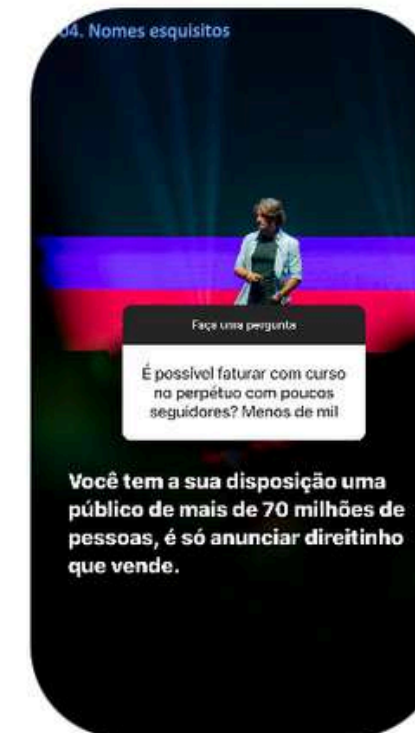 04. Nomes esquisitos
Faça uma pergunta
É possível faturar com curso
no perpétuo com poucos
seguidores? Menos de mil
Você tem a sua disposição uma
público de mais de 70 milhões de
pessoas, é só anunciar direitinho
que vende.